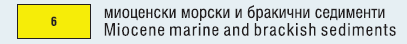 6
миоценски морски и бракични седименти
Miocene marine and brackish sediments